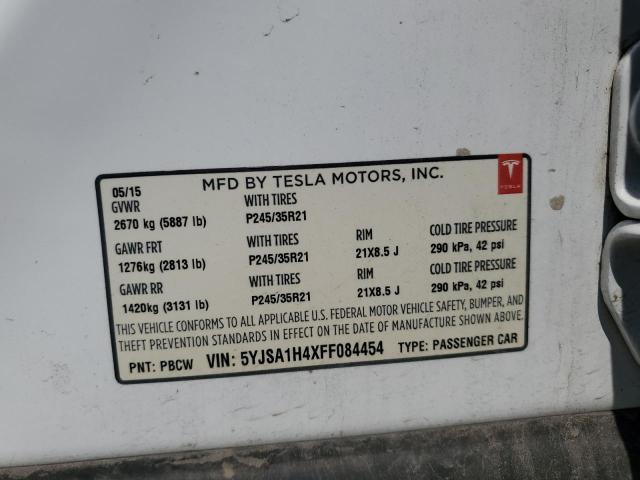 05/15 MFD BY TESLA MOTORS, INC.
TESLA
GVWR WITH TIRES
2670 kg (5887 lb) P245/35R21
GAWR FRT WITH TIRES RIM COLD TIRE PRESSURE
1276kg (2813 lb) P245/35R21 21X8.5 J 290 kPa, 42 psi
GAWR RR WITH TIRES RIM COLD TIRE PRESSURE
1420kg (3131 lb) P245/35R21 21X8.5 J 290 kPa, 42 psi
THIS VEHICLE CONFORMS TO ALL APPLICABLE U.S. FEDERAL MOTOR VEHICLE SAFETY, BUMPER, AND
THEFT PREVENTION STANDARDS IN EFFECT ON THE DATE OF MANUFACTURE SHOWN ABOVE.
PNT: PBCW VIN: 5YJSA1H4XFF084454 TYPE: PASSENGER CAR